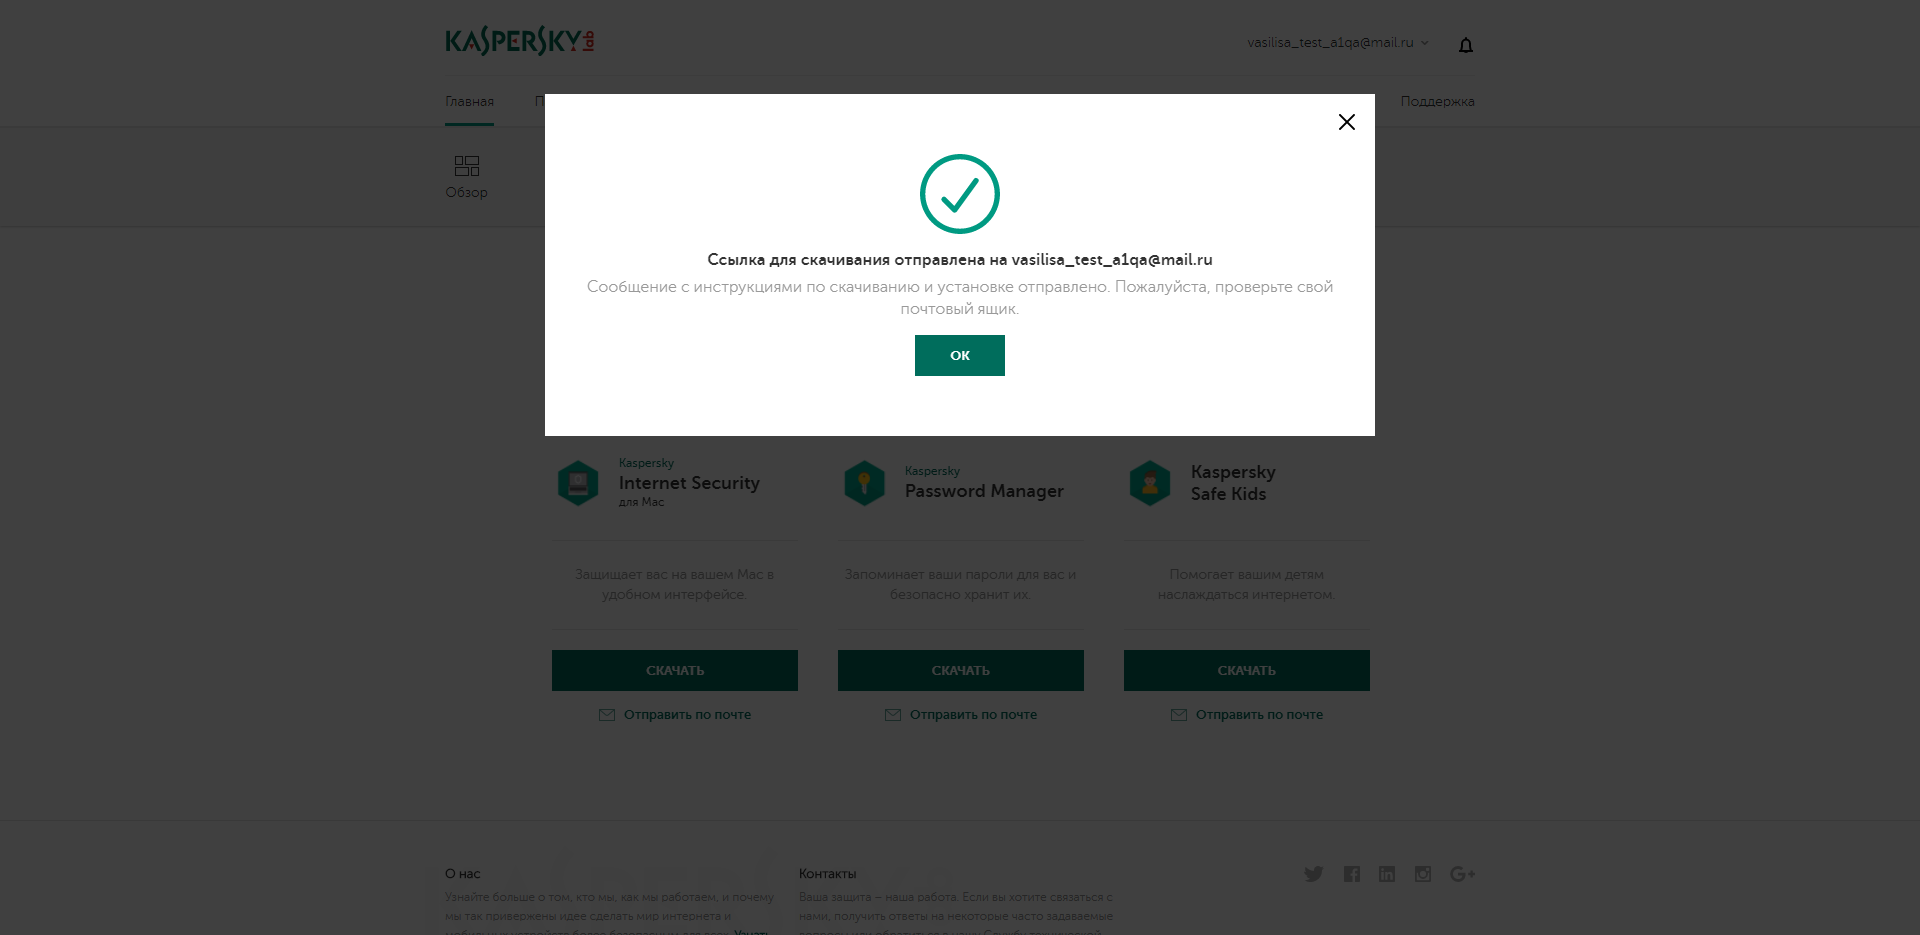 KASPERSKY lab
vasilisa_test_a1qa@mail.ru
Главная
П
Поддержка
Обзор
Ссылка для скачивания отправлена на vasilisa_test_a1qa@mail.ru
Сообщение с инструкциями по скачиванию и установке отправлено. Пожалуйста, проверьте свой
почтовый ящик.
ОК
Kaspersky
Internet Security
для Mac
Kaspersky
Password Manager
Kaspersky
Safe Kids
Защищает вас на вашем Mac в
удобном интерфейсе.
Запоминает ваши пароли для вас и
безопасно хранит их.
Помогает вашим детям
наслаждаться интернетом.
СКАЧАТЬ
СКАЧАТЬ
СКАЧАТЬ
Отправить по почте
Отправить по почте
Отправить по почте
О нас
Узнайте больше о том, кто мы, как мы работаем, и почему
мы так привержены идее сделать мир интернета и
Контакты
Ваша защита – наша работа. Если вы хотите связаться с
нами, получить ответы на некоторые часто задаваемые